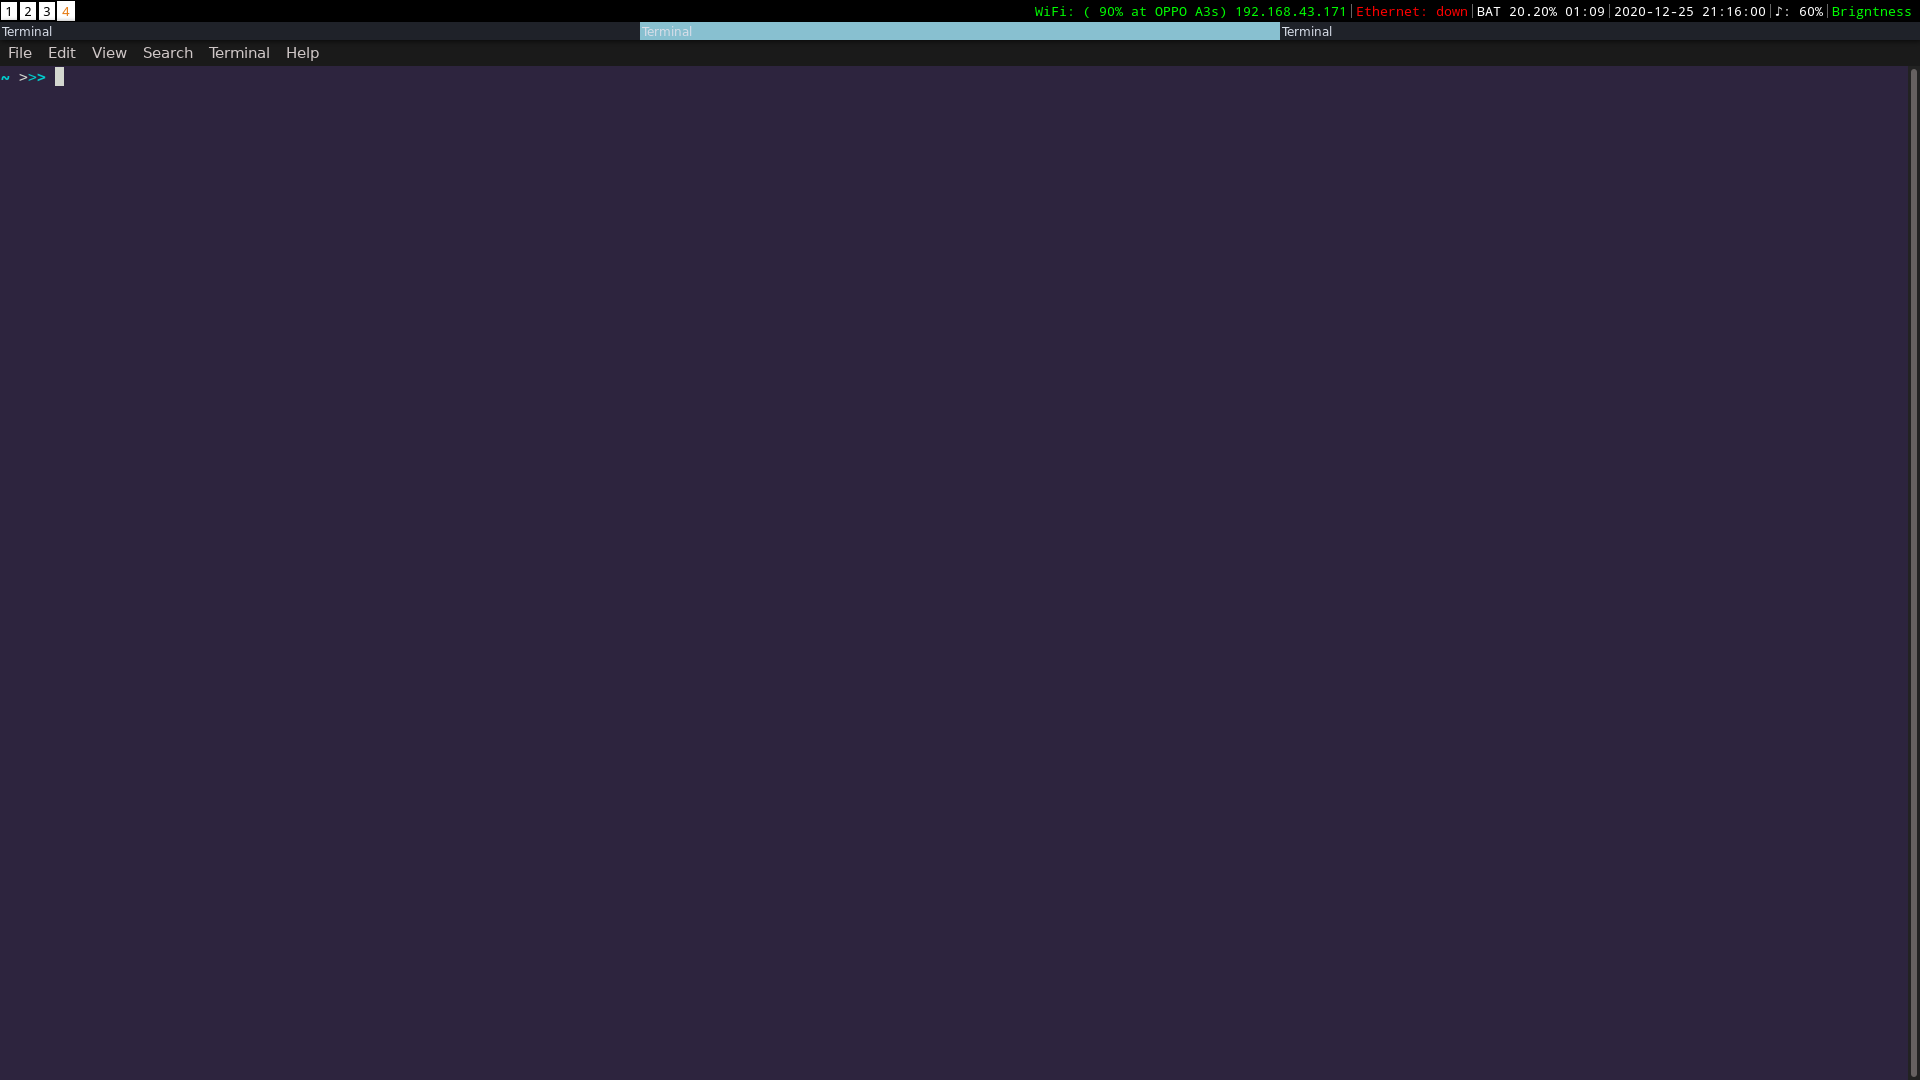 1 2 3 4 WiFi: ( 90% at OPPO A3s) 192.168.43.171|Ethernet: down|BAT 20.20% 01:09|2020-12-25 21:16:00|♪: 60%|Brigntness
Terminal Terminal Terminal
File Edit View Search Terminal Help
~ >>>